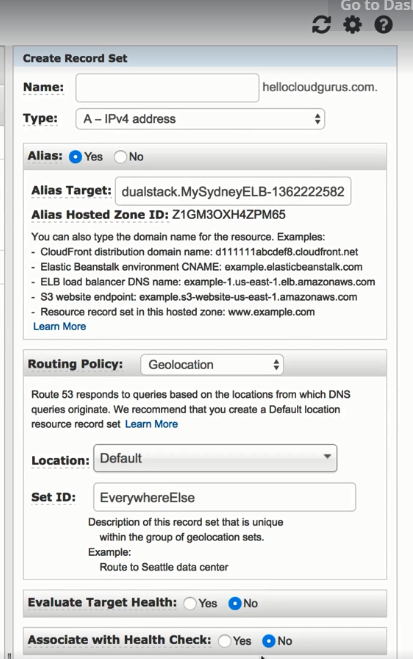 Go to Das
Create Record Set
Name:
hellocloudgurus.com.
Type: A – IPv4 address
Alias: Yes No
Alias Target: dualstack.MySydneyELB-1362222582
Alias Hosted Zone ID: Z1GM3OXH4ZPM65
You can also type the domain name for the resource. Examples:
- CloudFront distribution domain name: d111111abcdef8.cloudfront.net
- Elastic Beanstalk environment CNAME: example.elasticbeanstalk.com
- ELB load balancer DNS name: example-1.us-east-1.elb.amazonaws.com
- S3 website endpoint: example.s3-website-us-east-1.amazonaws.com
- Resource record set in this hosted zone: www.example.com
Learn More
Routing Policy: Geolocation
Route 53 responds to queries based on the locations from which DNS
queries originate. We recommend that you create a Default location
resource record set Learn More
Location: Default
Set ID: EverywhereElse
Description of this record set that is unique
within the group of geolocation sets.
Example:
Route to Seattle data center
Evaluate Target Health: Yes No
Associate with Health Check: Yes No